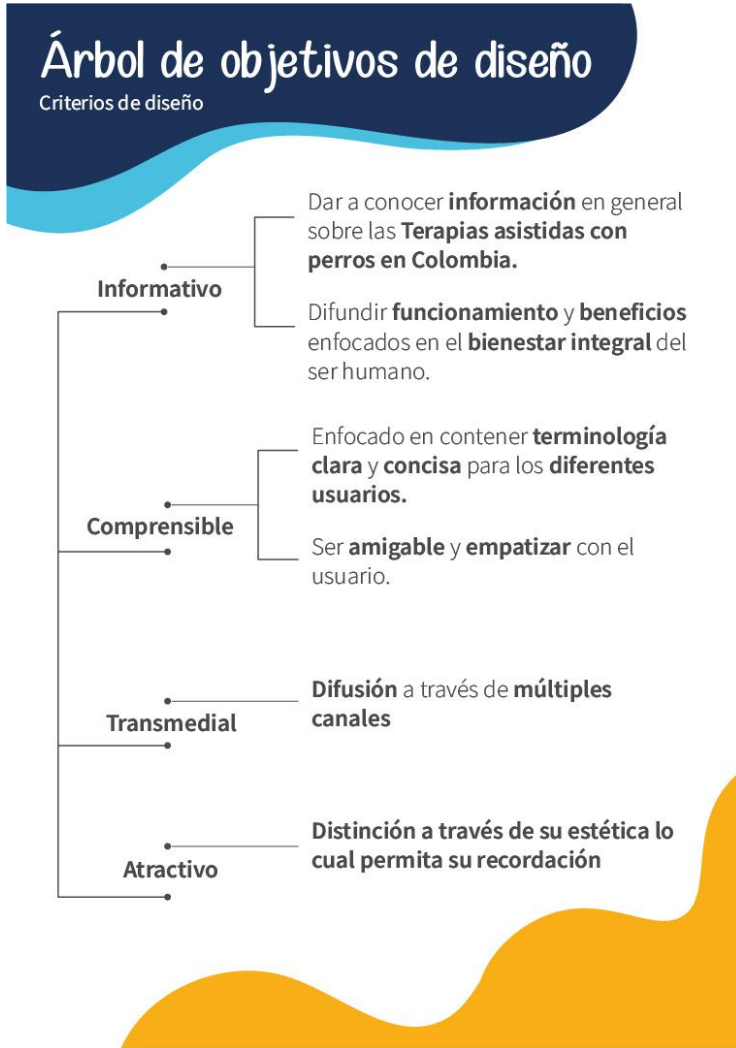 Árbol de objetivos de diseño
Criterios de diseño
Informativo
Dar a conocer información en general
sobre las Terapias asistidas con
perros en Colombia.
Difundir funcionamiento y beneficios
enfocados en el bienestar integral del
ser humano.
Comprensible
Enfocado en contener terminología
clara y concisa para los diferentes
usuarios.
Ser amigable y empatizar con el
usuario.
Transmedial
Difusión a través de múltiples
canales
Atractivo
Distinción a través de su estética lo
cual permita su recordación